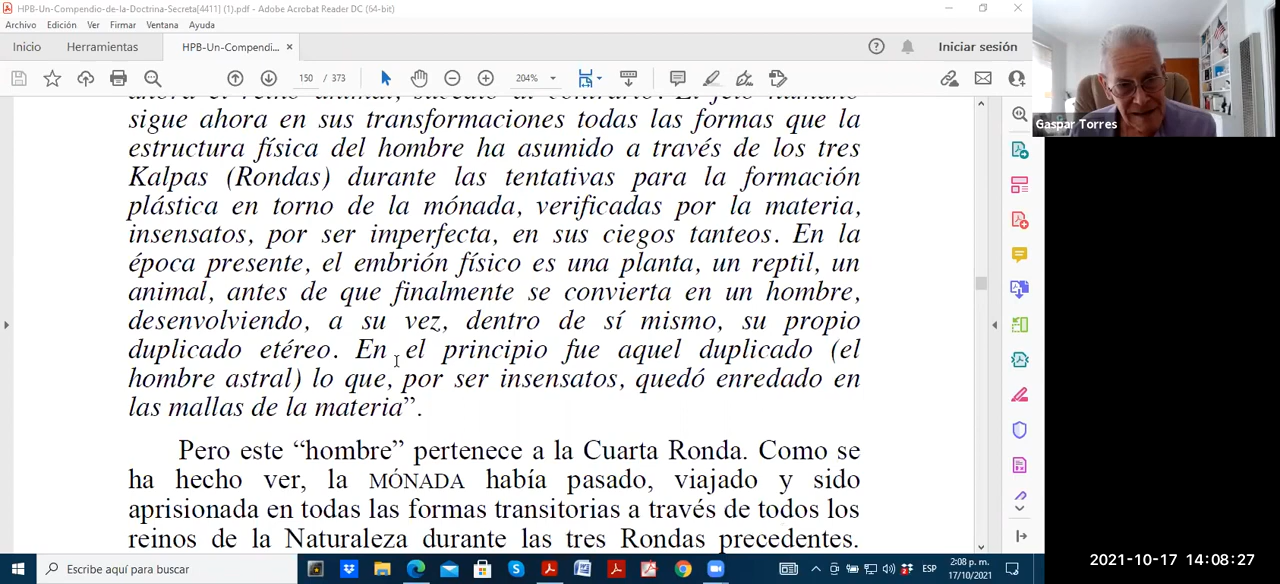 HPB-Un-Compendio-de-la-Doctrina-Secreta[4411] (1).pdf - Adobe Acrobat Reader DC (64-bit)
Archivo Edición Ver Firmar Ventana Ayuda
Inicio Herramientas HPB-Un-Compendi... × Iniciar sesión
150 / 373 204%
sigue ahora en sus transformaciones todas las formas que la
estructura física del hombre ha asumido a través de los tres
Kalpas (Rondas) durante las tentativas para la formación
plástica en torno de la mónada, verificadas por la materia,
insensatos, por ser imperfecta, en sus ciegos tanteos. En la
época presente, el embrión físico es una planta, un reptil, un
animal, antes de que finalmente se convierta en un hombre,
desenvolviendo, a su vez, dentro de sí mismo, su propio
duplicado etéreo. En el principio fue aquel duplicado (el
hombre astral) lo que, por ser insensatos, quedó enredado en
las mallas de la materia”.
Pero este “hombre” pertenece a la Cuarta Ronda. Como se
ha hecho ver, la MÓNADA había pasado, viajado y sido
aprisionada en todas las formas transitorias a través de todos los
reinos de la Naturaleza durante las tres Rondas precedentes.
Gaspar Torres
Escribe aquí para buscar
ESP
2:08 p. m.
17/10/2021
2021-10-17 14:08:27